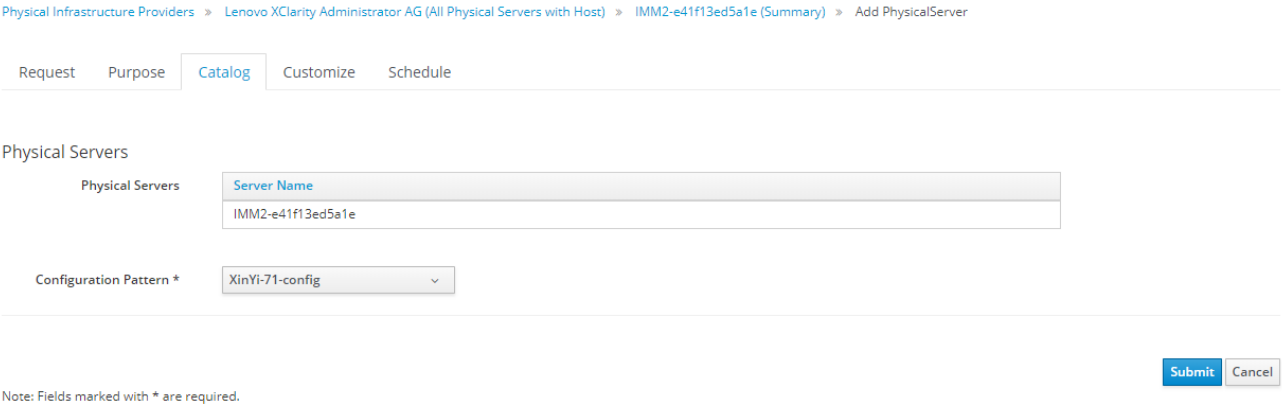 Physical Infrastructure Providers » Lenovo XClarity Administrator AG (All Physical Servers with Host) » IMM2-e41f13ed5a1e (Summary) » Add PhysicalServer
Request Purpose Catalog Customize Schedule
Physical Servers
Physical Servers Server Name
IMM2-e41f13ed5a1e
Configuration Pattern * XinYi-71-config
Submit Cancel
Note: Fields marked with * are required.